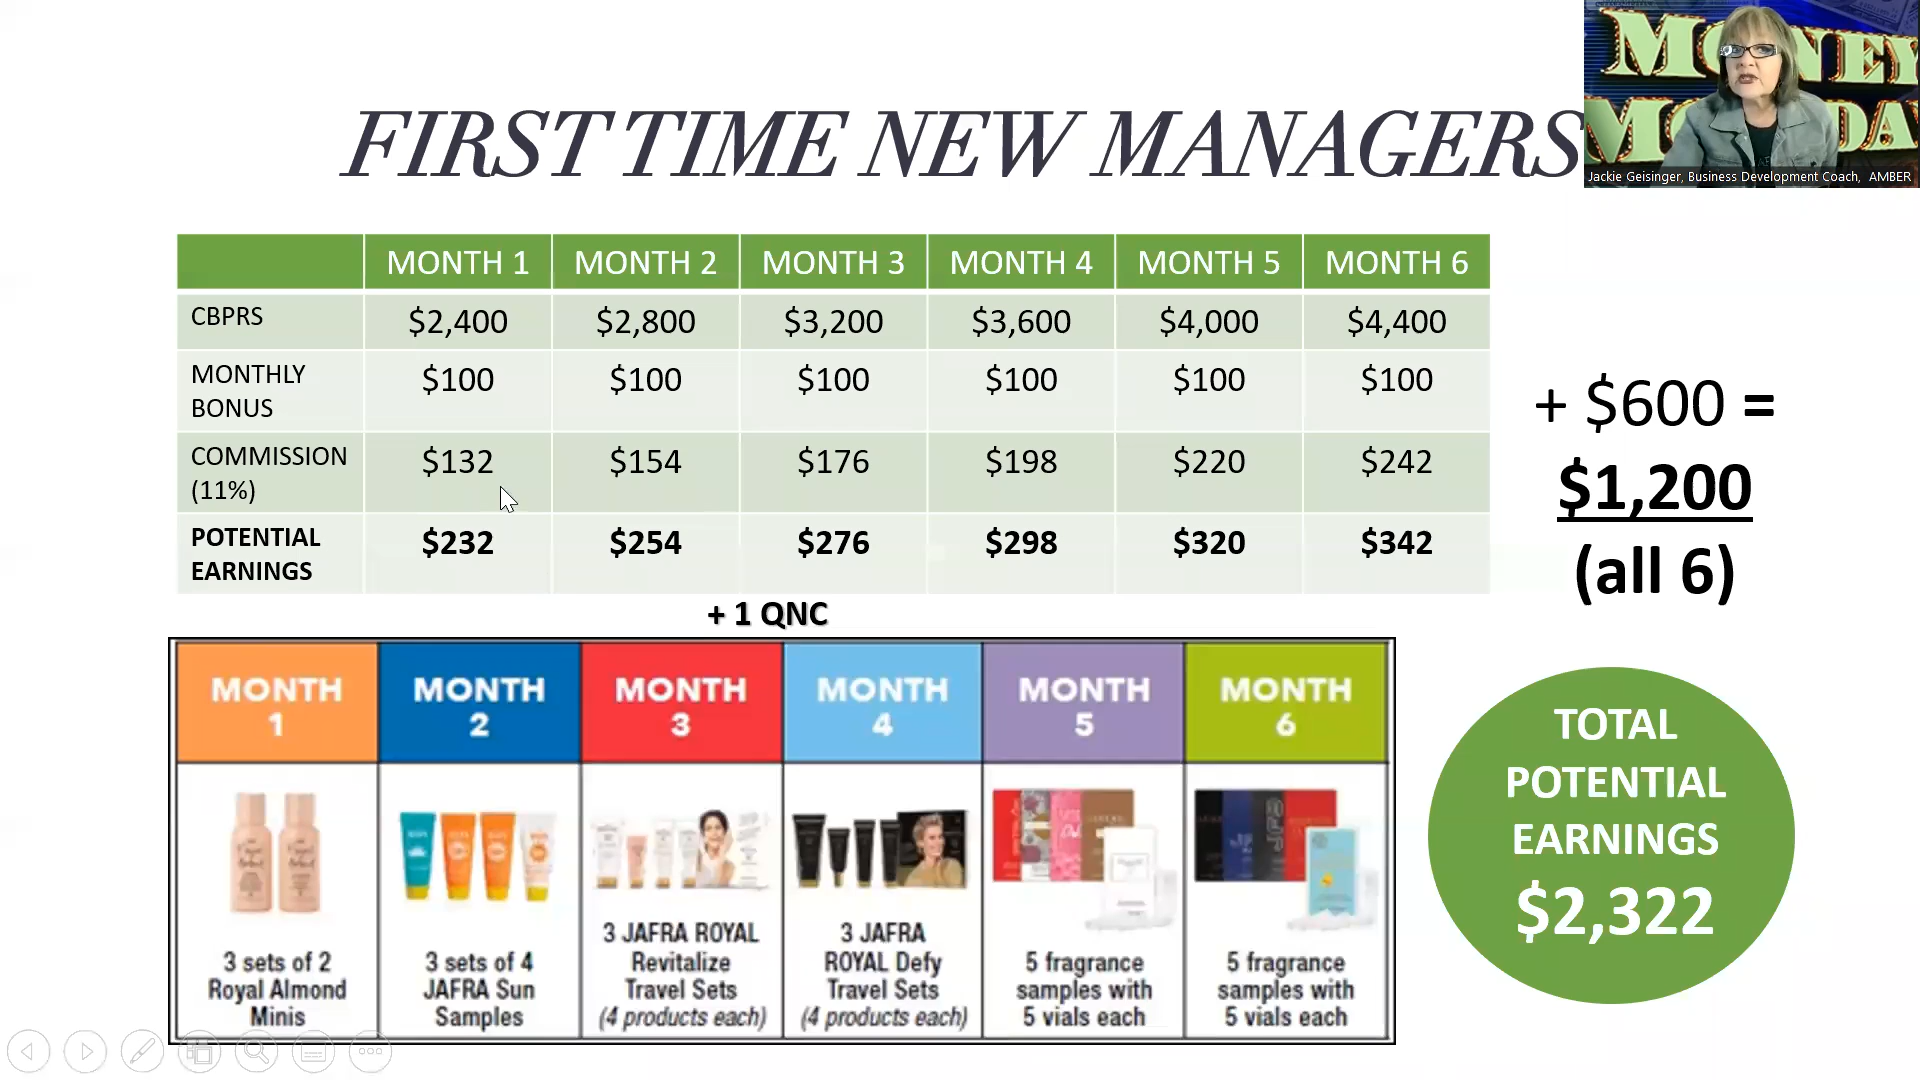 FIRST TIME NEW MANAGERS
MONEY
MONDAY
Jackie Geisinger, Business Development Coach, AMBER
MONTH 1 MONTH 2 MONTH 3 MONTH 4 MONTH 5 MONTH 6
CBPRS $2,400 $2,800 $3,200 $3,600 $4,000 $4,400
MONTHLY BONUS $100 $100 $100 $100 $100 $100
COMMISSION (11%) $132 $154 $176 $198 $220 $242
POTENTIAL EARNINGS $232 $254 $276 $298 $320 $342
+ $600 =
$1,200
(all 6)
+ 1 QNC
MONTH 1
MONTH 2
MONTH 3
MONTH 4
MONTH 5
MONTH 6
3 sets of 2
Royal Almond
Minis
3 sets of 4
JAFRA Sun
Samples
3 JAFRA ROYAL
Revitalize
Travel Sets
(4 products each)
3 JAFRA
ROYAL Defy
Travel Sets
(4 products each)
5 fragrance
samples with
5 vials each
5 fragrance
samples with
5 vials each
TOTAL
POTENTIAL
EARNINGS
$2,322